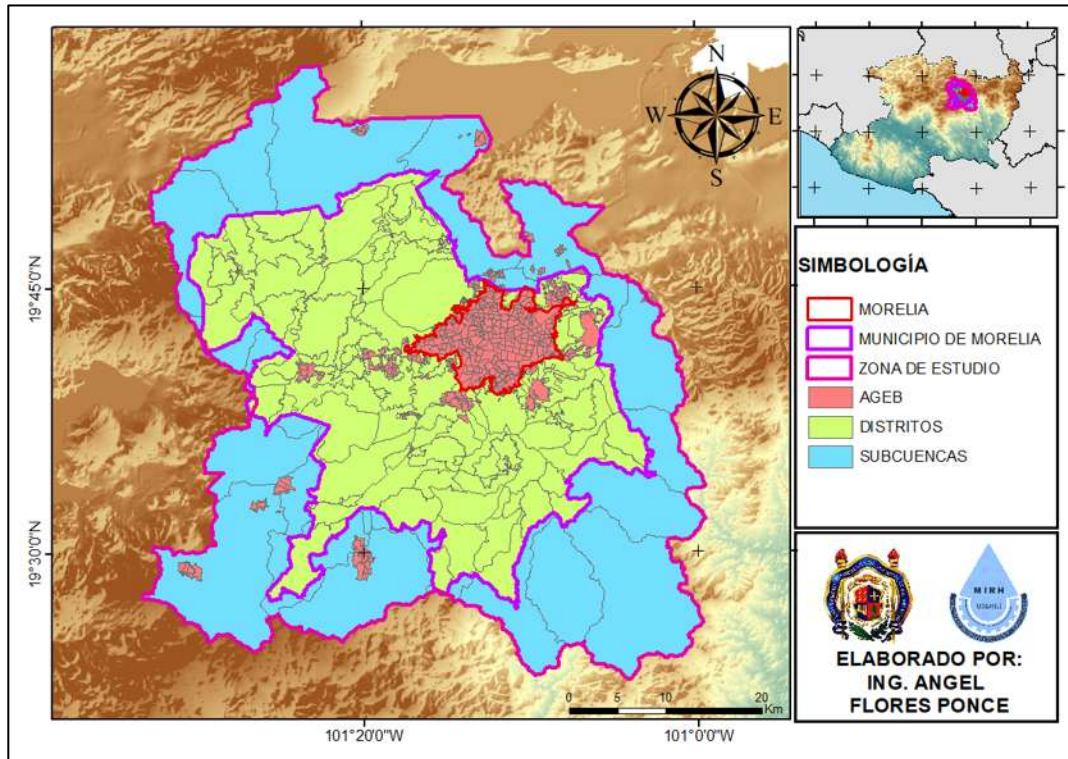 N
W
E
S
19°45'0"N
19°30'0"N
101°20'0"W
101°0'0"W
0
5
10
20
Km
SIMBOLOGÍA
MORELIA
MUNICIPIO DE MORELIA
ZONA DE ESTUDIO
AGEB
DISTRITOS
SUBCUENCAS
MIRH
ELABORADO POR:
ING. ANGEL
FLORES PONCE